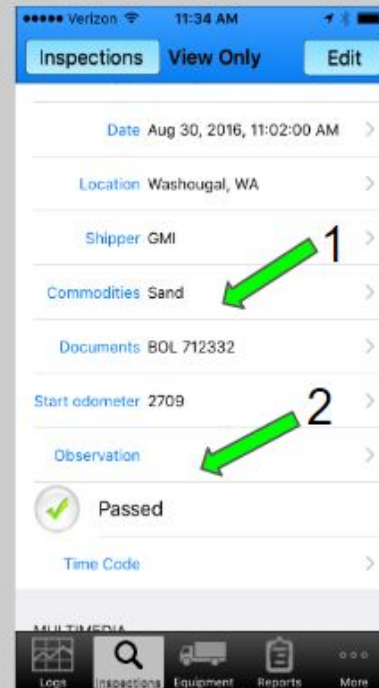 Verizon 11:34 AM
Inspections View Only Edit
Date Aug 30, 2016, 11:02:00 AM
Location Washougal, WA
Shipper GMI
1
Commodities Sand
Documents BOL 712332
Start odometer 2709
2
Observation
Passed
Time Code
MULTIMEDIA
Logs Inspections Equipment Reports More